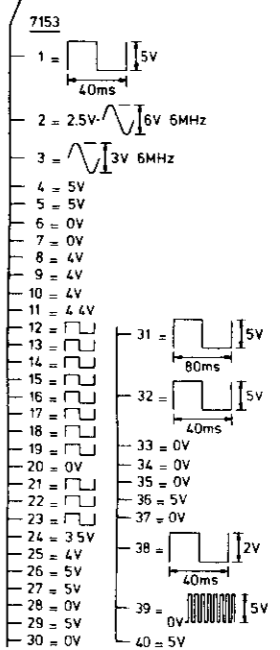 7153
1 = 5V
40ms
2 = 2.5V- 6V 6MHz
3 = 3V 6MHz
4 = 5V
5 = 5V
6 = 0V
7 = 0V
8 = 4V
9 = 4V
10 = 4V
11 = 4 4V
12 =
13 =
14 =
15 =
16 =
17 =
18 =
19 =
20 = 0V
21 =
22 =
23 =
24 = 3 5V
25 = 4V
26 = 5V
27 = 5V
28 = 0V
29 = 5V
30 = 0V
31 = 5V
80ms
32 = 5V
40ms
33 = 0V
34 = 0V
35 = 0V
36 = 5V
37 = 0V
38 = 2V
40ms
39 = 5V
0V
40 = 5V